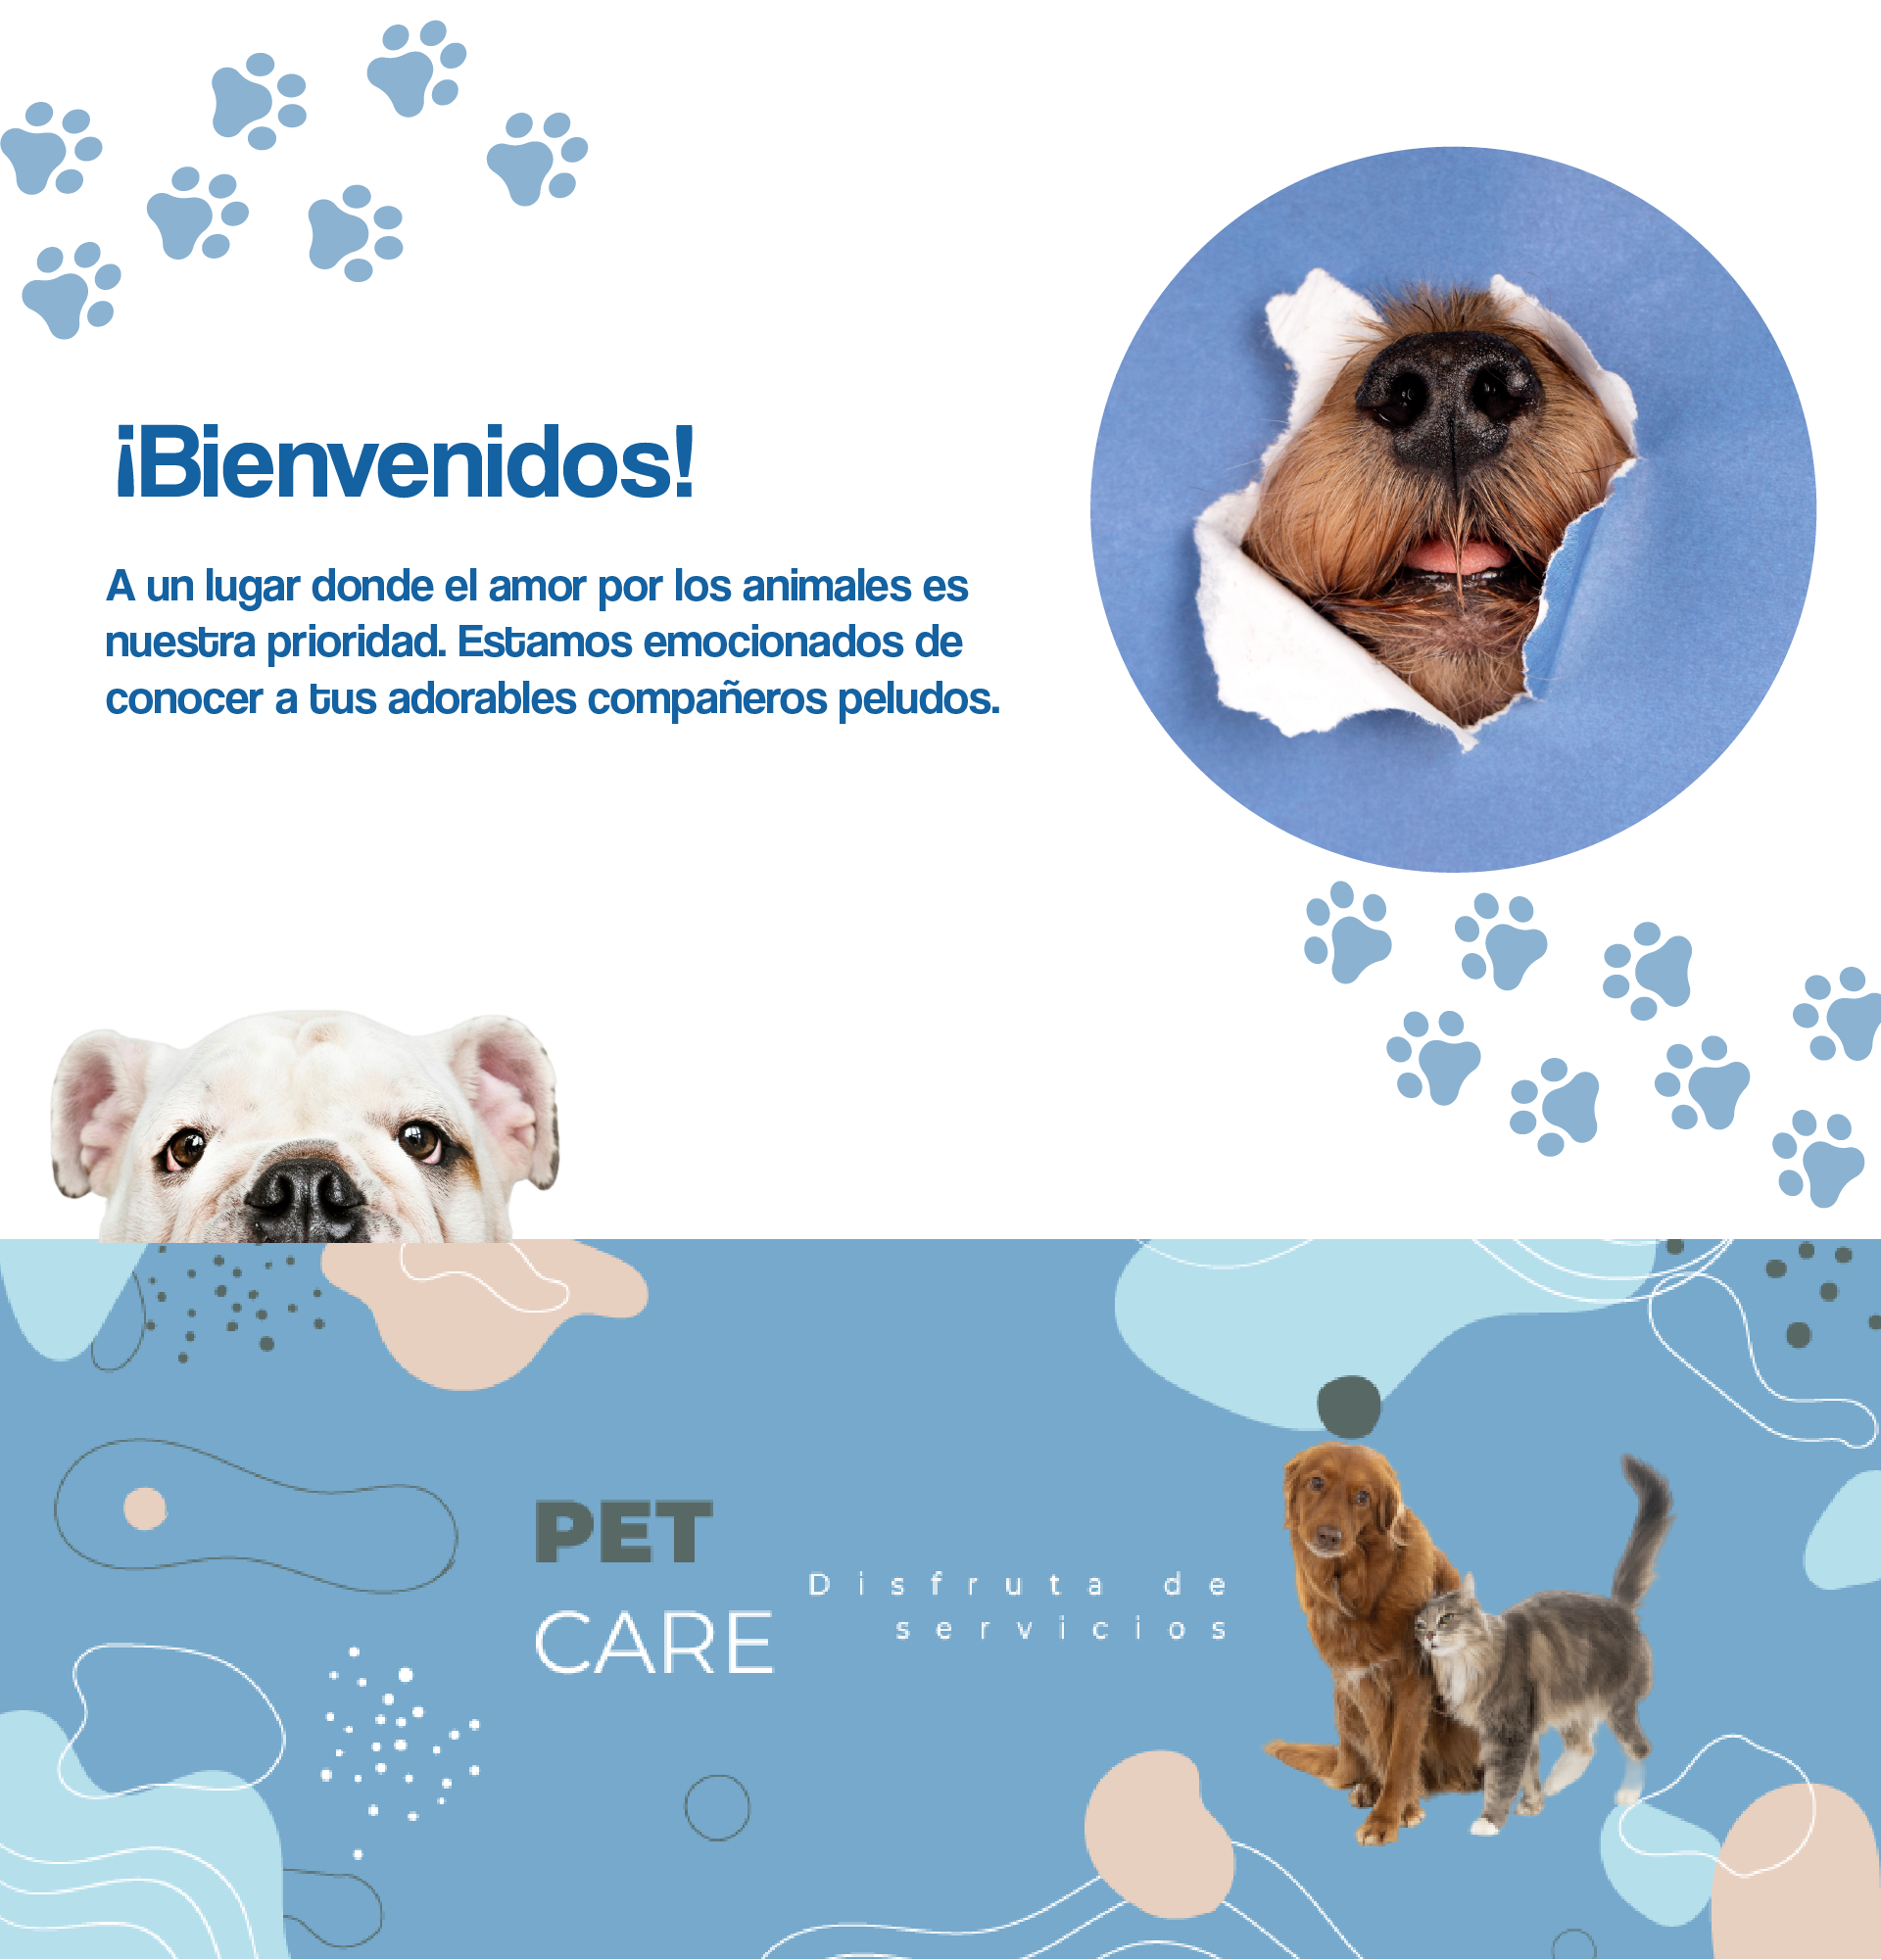 ¡Bienvenidos!
A un lugar donde el amor por los animales es
nuestra prioridad. Estamos emocionados de
conocer a tus adorables compañeros peludos.
PET
CARE
Disfruta de
servicios